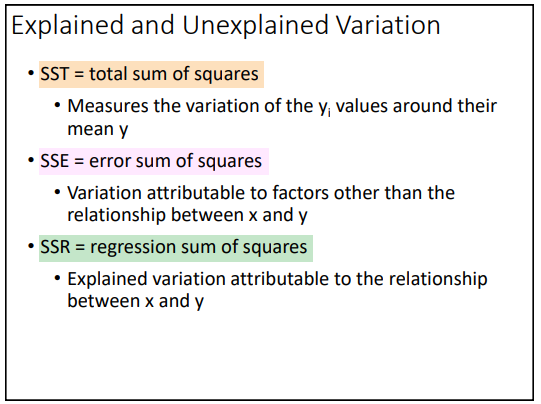 Explained and Unexplained Variation
• SST = total sum of squares
• Measures the variation of the yᵢ values around their
mean y
• SSE = error sum of squares
• Variation attributable to factors other than the
relationship between x and y
• SSR = regression sum of squares
• Explained variation attributable to the relationship
between x and y